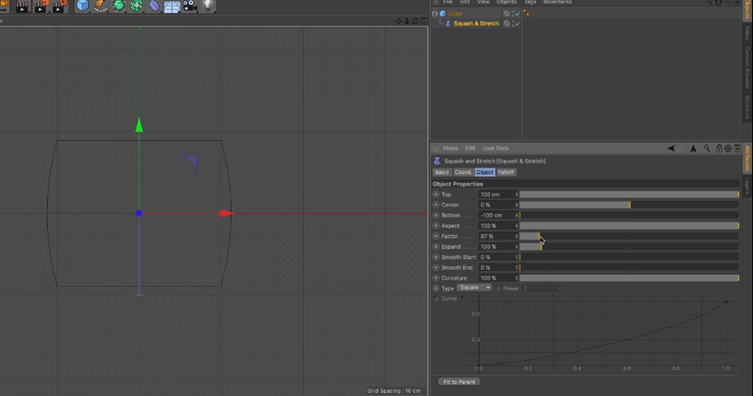 File Edit View Objects Tags Bookmarks
Cube
Squash & Stretch
Mode Edit User Data
Squash and Stretch [Squash & Stretch]
Basic Coord. Object Falloff
Object Properties
Top 100 cm
Center 0 %
Bottom -100 cm
Aspect 100 %
Factor 87 %
Expand 100 %
Smooth Start 0 %
Smooth End 0 %
Curvature 100 %
Type Square Power 2
Curve
0.8
0.4
0.0 0.2 0.4 0.6 0.8 1.0
Fit to Parent
Grid Spacing : 10 cm
Objects
Takes
Content Browser
Structure
Attributes
Layers